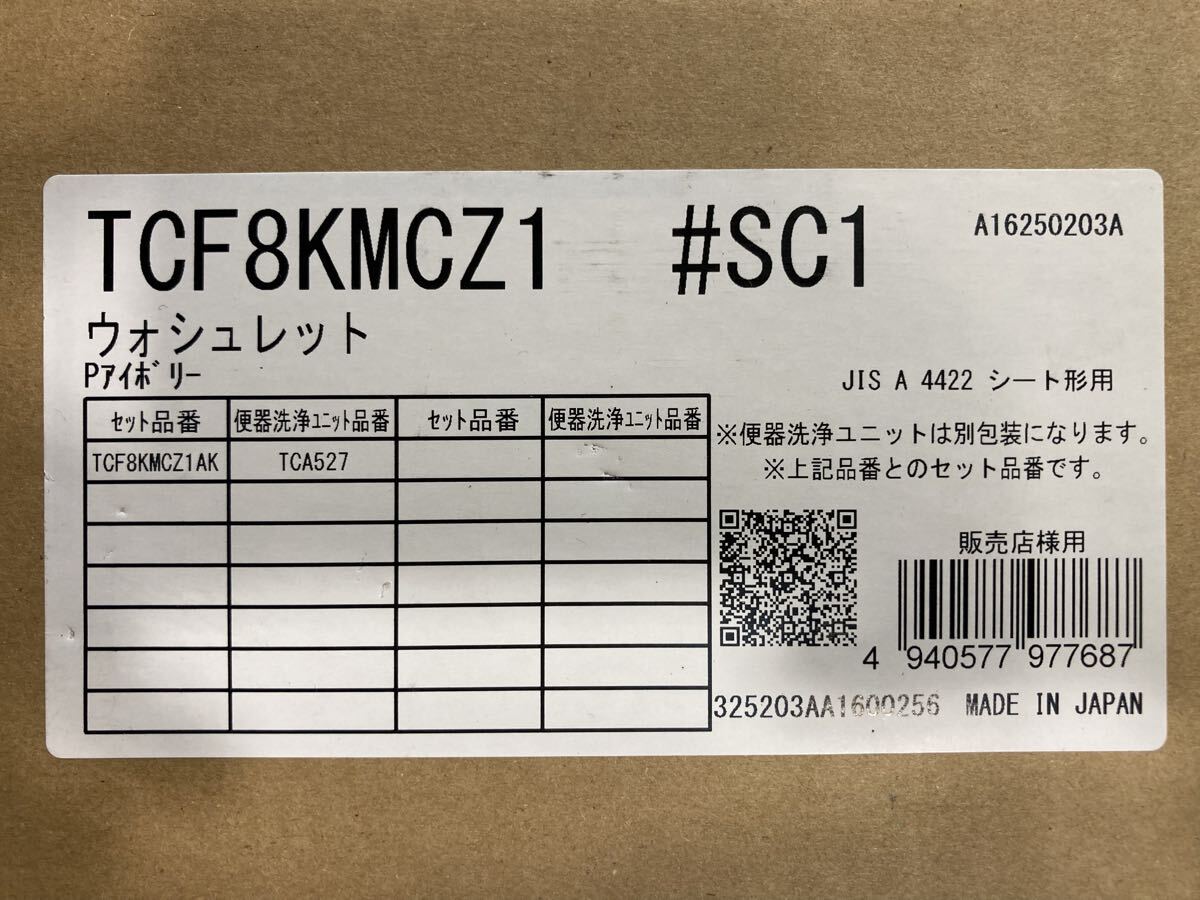 TCF8KMCZ1 #SC1 A16250203A
ウォシュレット
Pｱｲﾎﾞﾘｰ
JIS A 4422 シート形用
ｾｯﾄ品番 便器洗浄ﾕﾆｯﾄ品番 ｾｯﾄ品番 便器洗浄ﾕﾆｯﾄ品番
TCF8KMCZ1AK TCA527
※便器洗浄ユニットは別包装になります。
※上記品番とのセット品番です。
販売店様用
4 940577 977687
325203AA1600256 MADE IN JAPAN